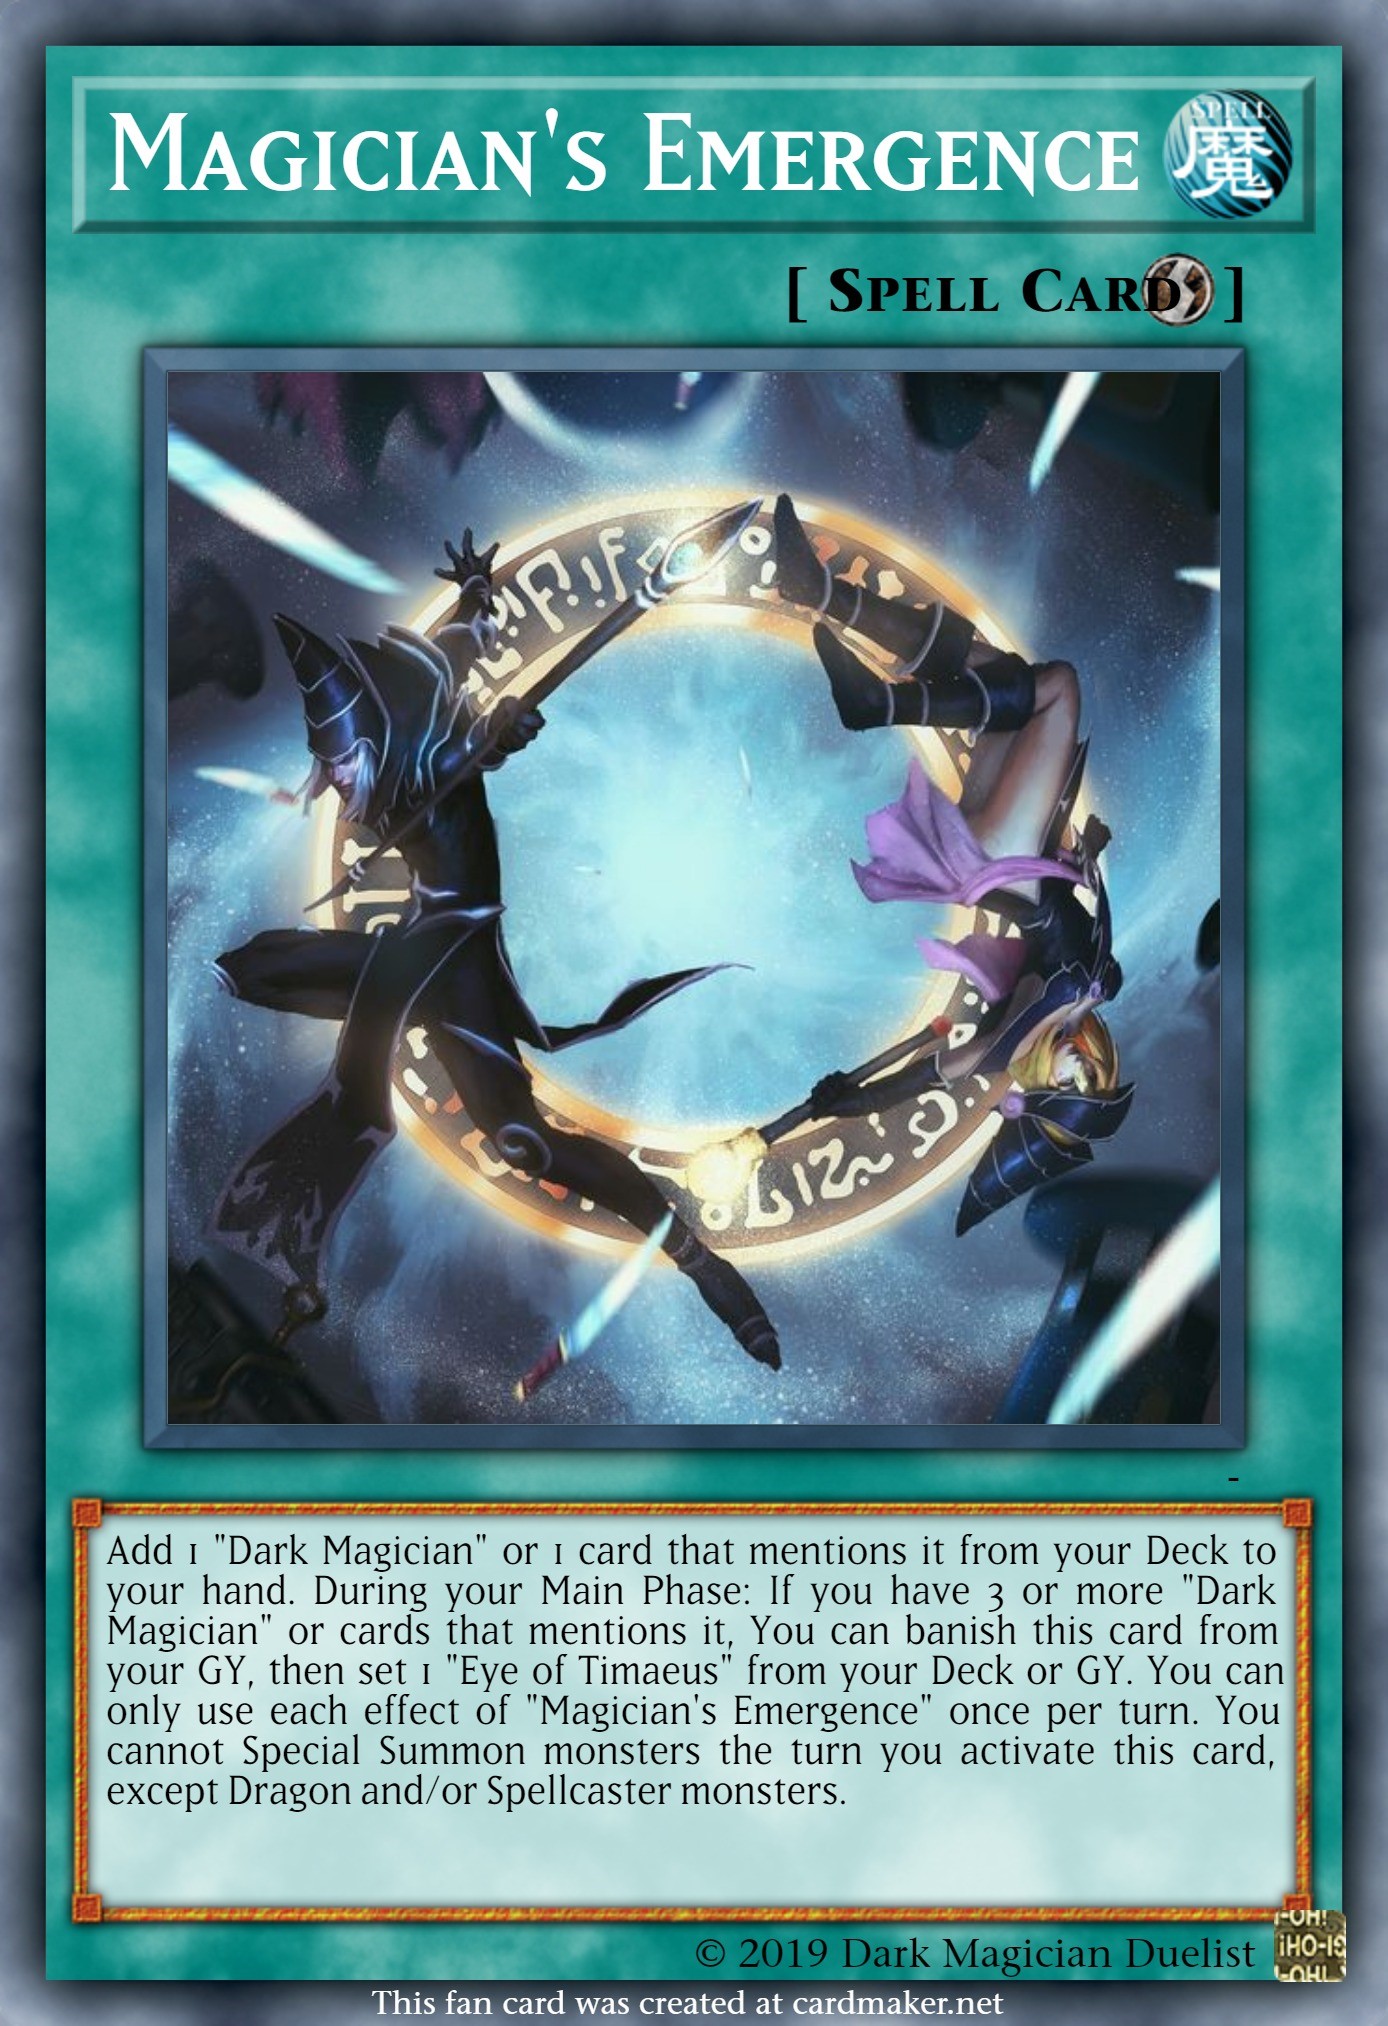 Magician's Emergence
SPELL
魔
[ Spell Card ]
-
Add 1 "Dark Magician" or 1 card that mentions it from your Deck to
your hand. During your Main Phase: If you have 3 or more "Dark
Magician" or cards that mentions it, You can banish this card from
your GY, then set 1 "Eye of Timaeus" from your Deck or GY. You can
only use each effect of "Magician's Emergence" once per turn. You
cannot Special Summon monsters the turn you activate this card,
except Dragon and/or Spellcaster monsters.
© 2019 Dark Magician Duelist
-OH!
iHO-IS
-OH!
This fan card was created at cardmaker.net